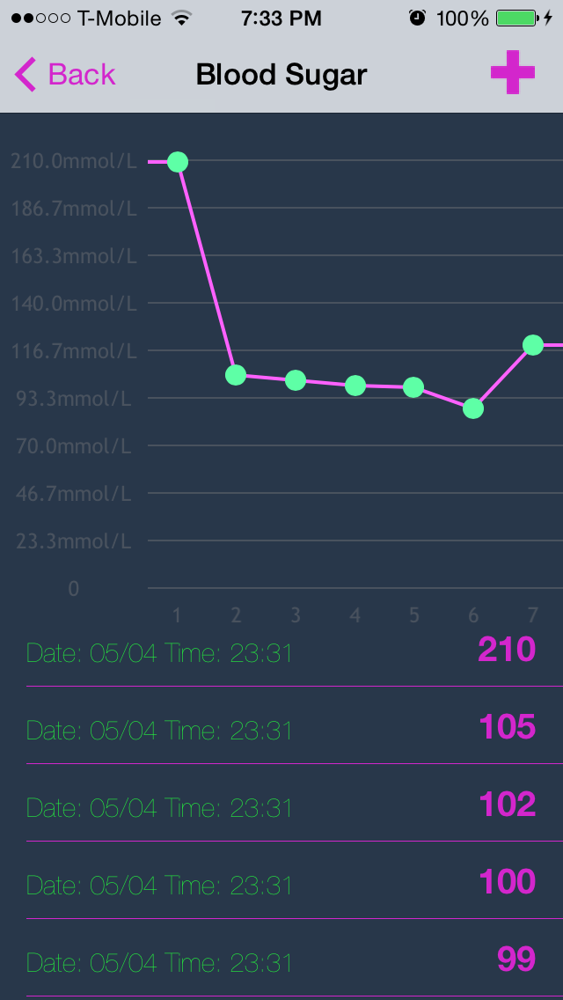 T-Mobile 7:33 PM 100%
Back Blood Sugar
210.0mmol/L
186.7mmol/L
163.3mmol/L
140.0mmol/L
116.7mmol/L
93.3mmol/L
70.0mmol/L
46.7mmol/L
23.3mmol/L
0
1 2 3 4 5 6 7
Date: 05/04 Time: 23:31 210
Date: 05/04 Time: 23:31 105
Date: 05/04 Time: 23:31 102
Date: 05/04 Time: 23:31 100
Date: 05/04 Time: 23:31 99